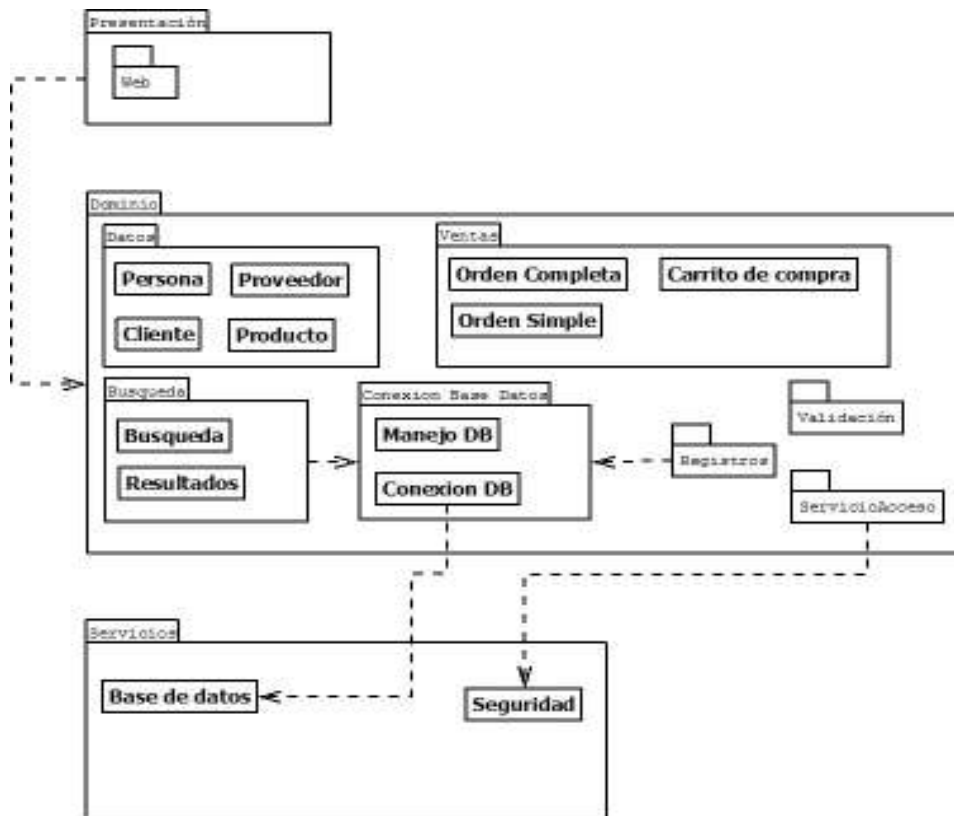 Presentación
Web
Dominio
Datos
Persona
Proveedor
Cliente
Producto
Ventas
Orden Completa
Carrito de compra
Orden Simple
Busqueda
Busqueda
Resultados
Conexion Base Datos
Manejo DB
Conexion DB
Registros
Validación
ServicioAcceso
Servicios
Base de datos
Seguridad